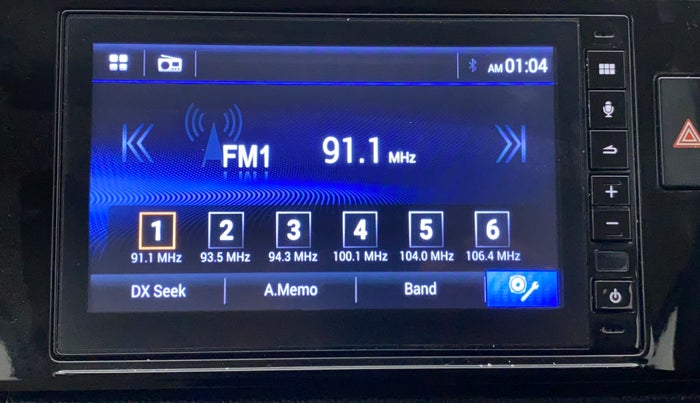 AM 01:04
FM1 91.1 MHz
1 2 3 4 5 6
91.1 MHz 93.5 MHz 94.3 MHz 100.1 MHz 104.0 MHz 106.4 MHz
DX Seek A.Memo Band